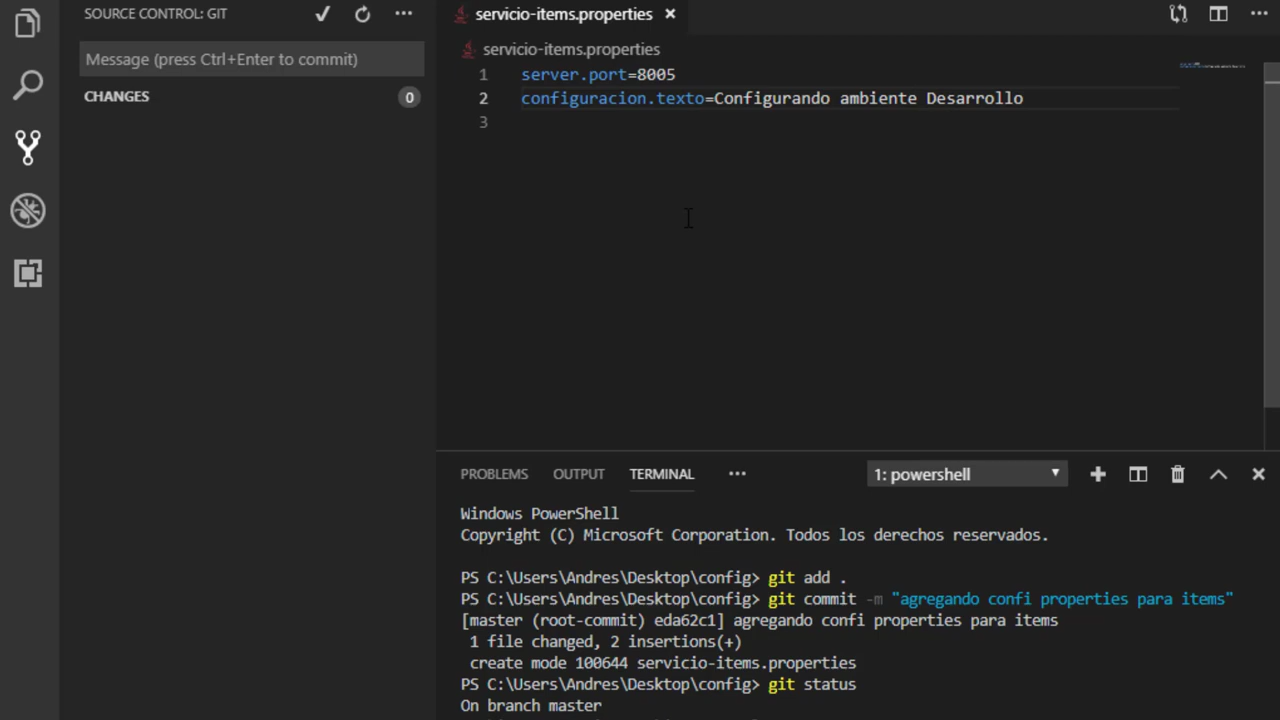 SOURCE CONTROL: GIT
Message (press Ctrl+Enter to commit)
CHANGES
0
servicio-items.properties
servicio-items.properties
1 server.port=8005
2 configuracion.texto=Configurando ambiente Desarrollo
3
PROBLEMS OUTPUT TERMINAL 1: powershell
Windows PowerShell
Copyright (C) Microsoft Corporation. Todos los derechos reservados.
PS C:\Users\Andres\Desktop\config> git add .
PS C:\Users\Andres\Desktop\config> git commit -m "agregando confi properties para items"
[master (root-commit) eda62c1] agregando confi properties para items
1 file changed, 2 insertions(+)
create mode 100644 servicio-items.properties
PS C:\Users\Andres\Desktop\config> git status
On branch master